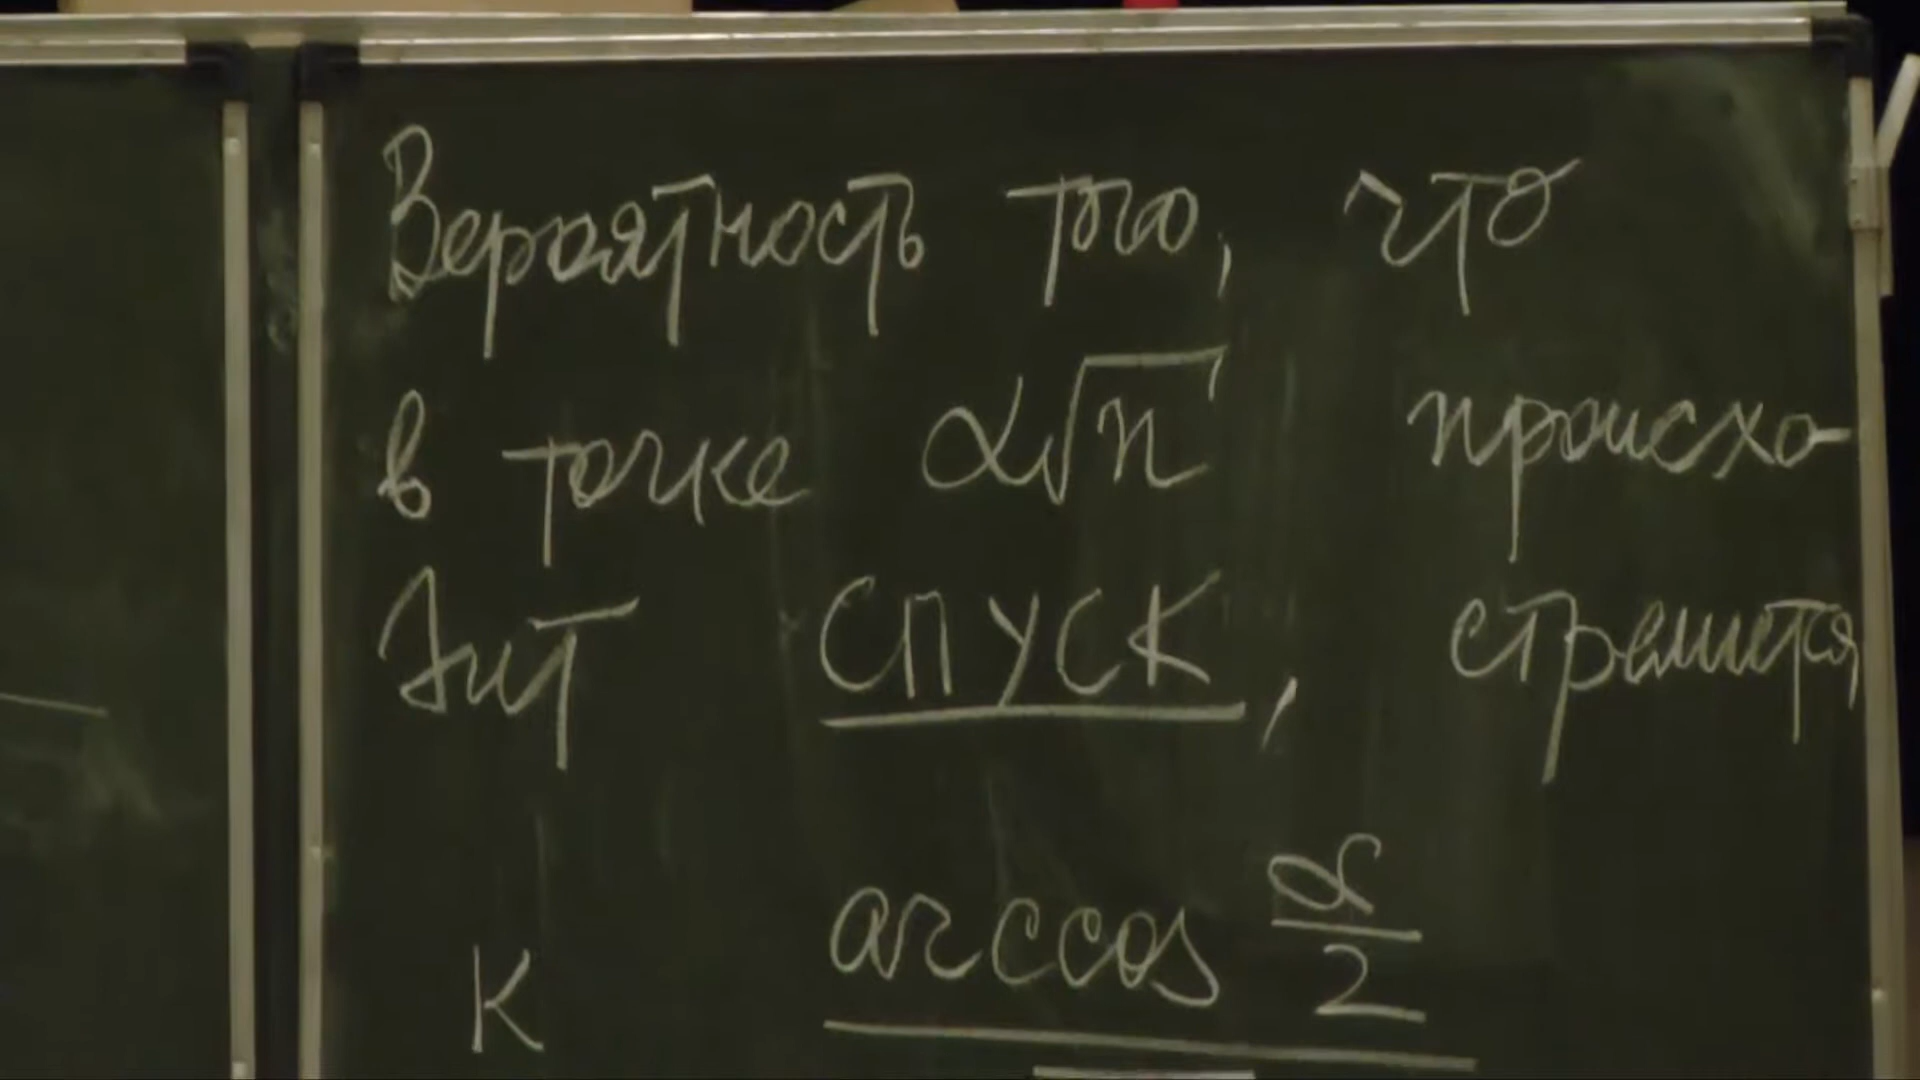 Вероятность того, что
в точке α√n происхо-
дит СПУСК, стремится
к arccos α/2